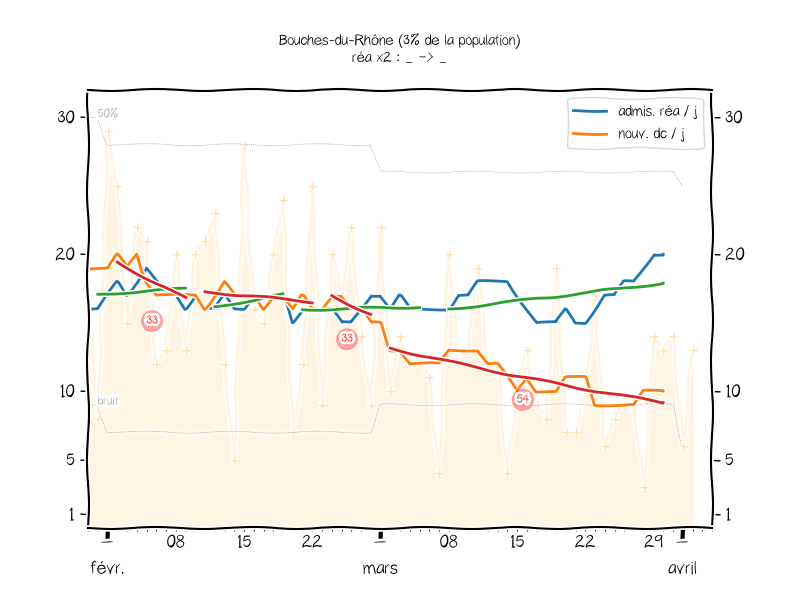 Bouches-du-Rhône (3% de la population)
réa x2 : _ -> _
admis. réa / j
nouv. dc / j
50%
bruit
30
20
10
5
1
30
20
10
5
1
33
33
54
08
15
22
08
15
22
29
févr.
mars
avril